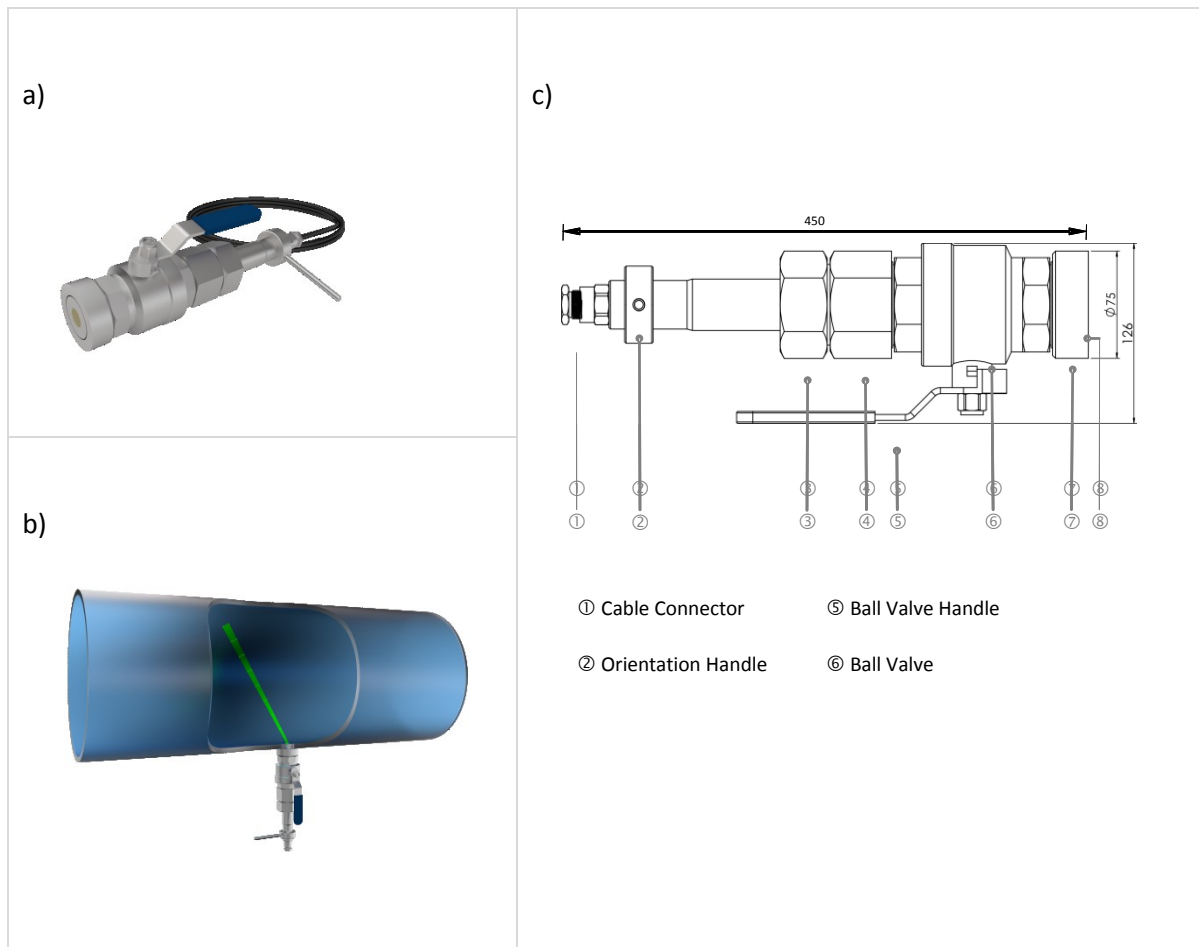 a)
b)
c)
450
⌀75
126
① ② ③ ④ ⑤ ⑥ ⑦ ⑧
① ② ③ ④ ⑤ ⑥ ⑦ ⑧
① Cable Connector ⑤ Ball Valve Handle
② Orientation Handle ⑥ Ball Valve